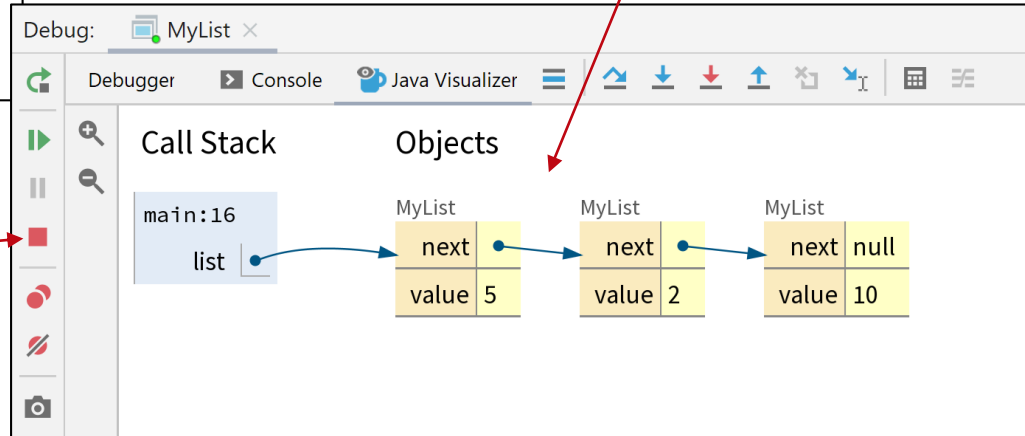 Debug: MyList
Debugger Console Java Visualizer
Call Stack Objects
MyList MyList MyList
main:16
next next next null
list
value 5 value 2 value 10